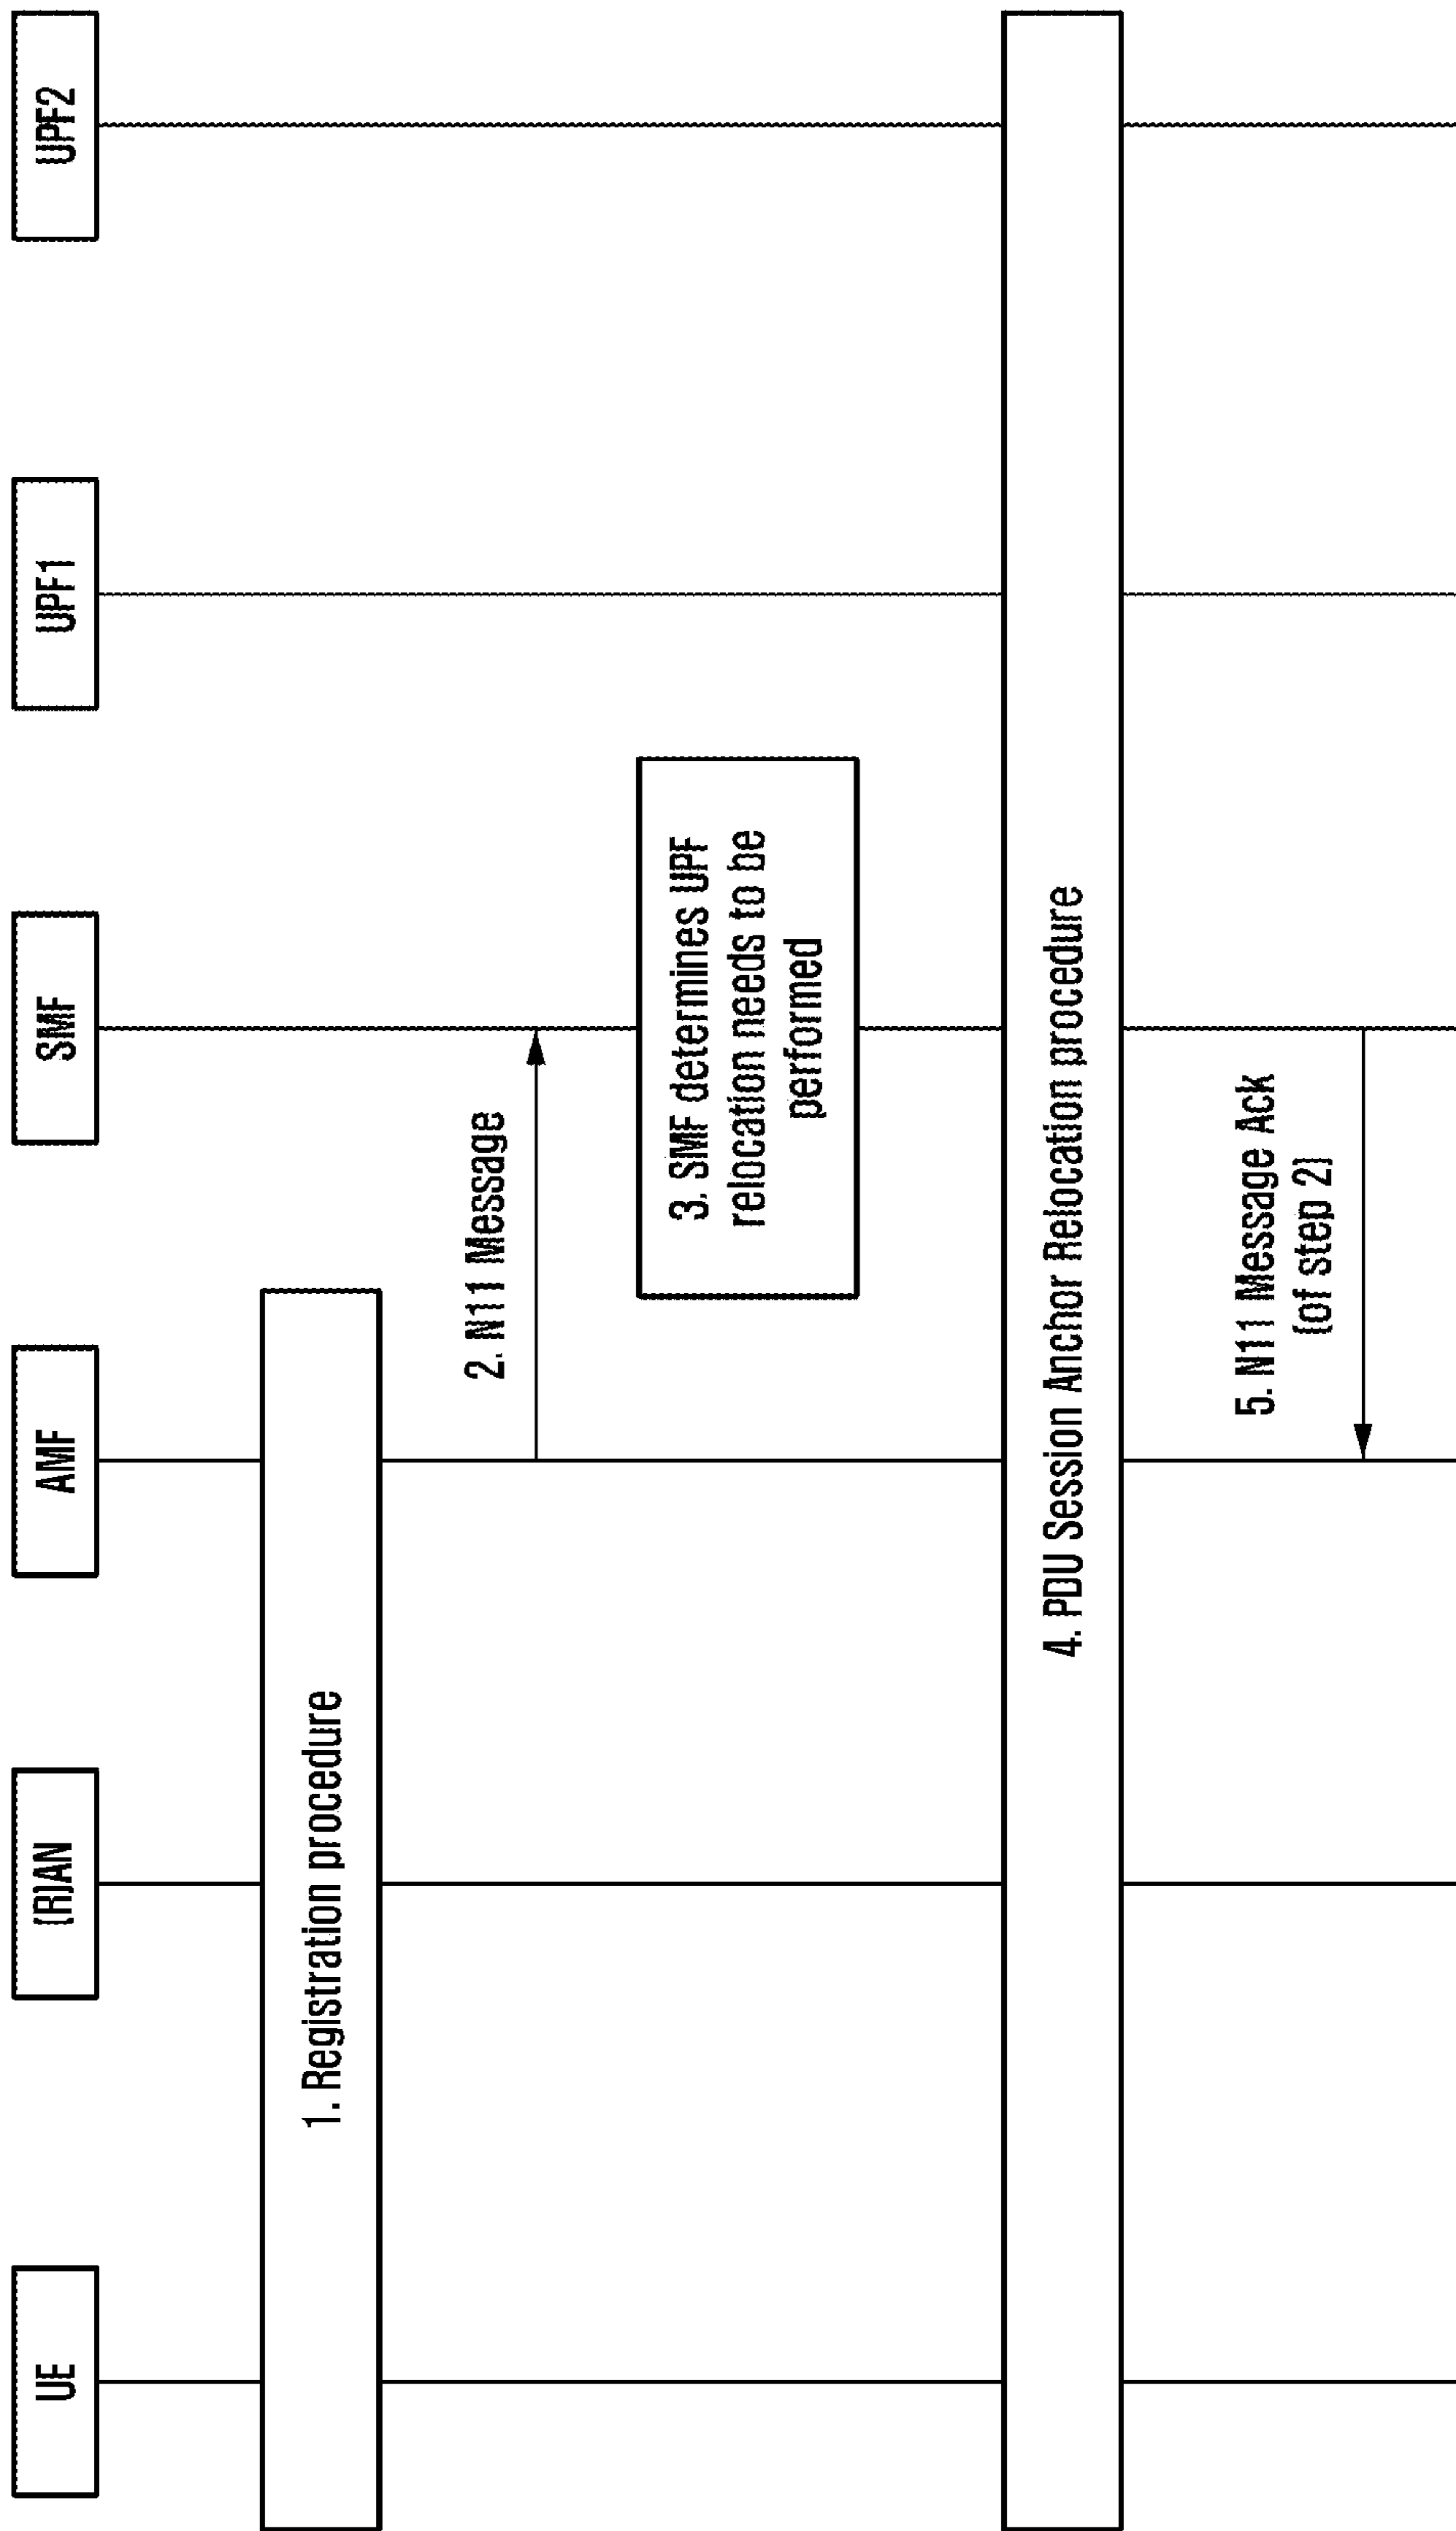 UE
(R)AN
AMF
SMF
UPF1
UPF2
1. Registration procedure
2. N11 Message
3. SMF determines UPF
relocation needs to be
performed
4. PDU Session Anchor Relocation procedure
5. N11 Message Ack
(of step 2)